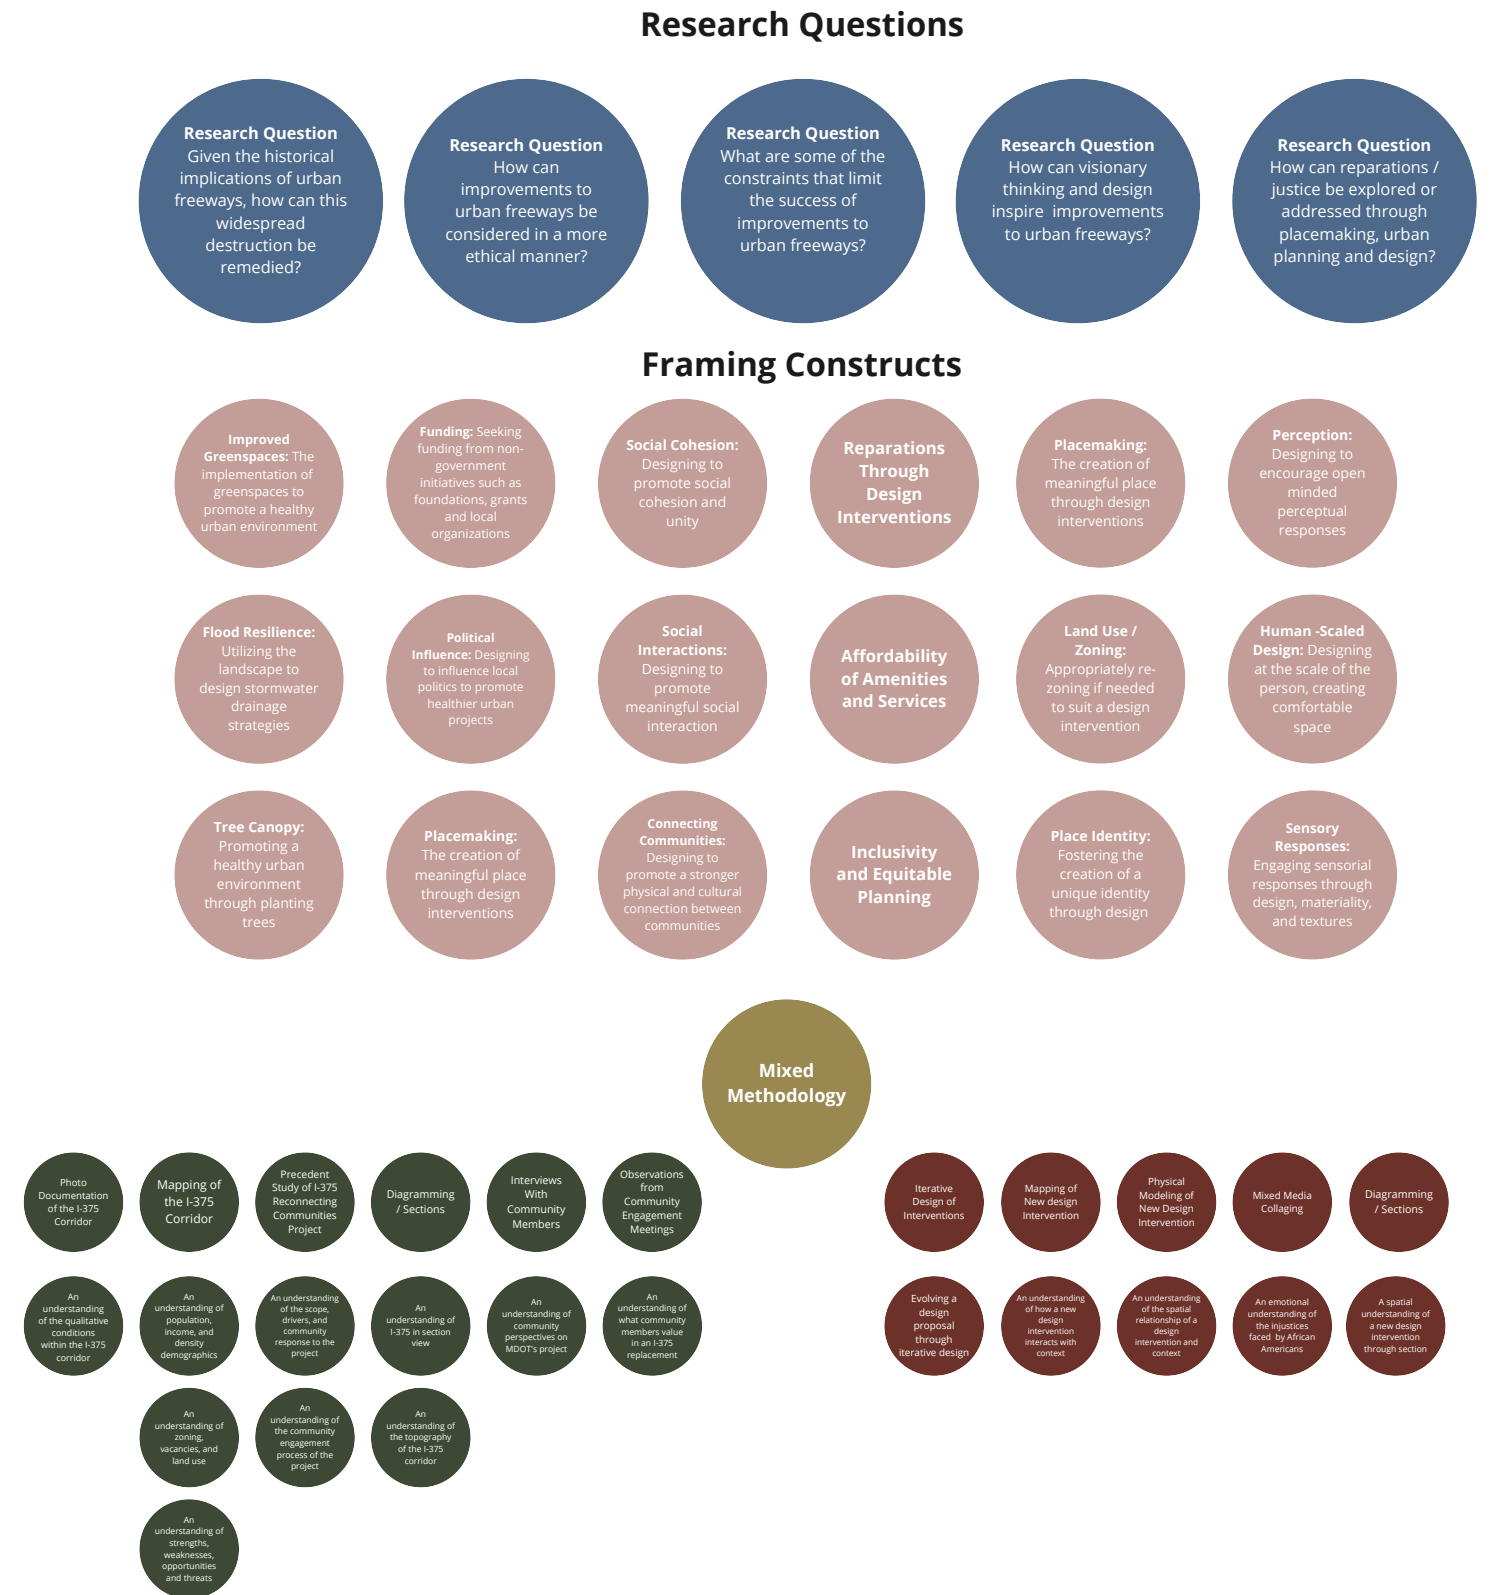 Research Questions
Research Question
Given the historical
implications of urban
freeways, how can this
widespread
destruction be
remedied?
Research Question
How can
improvements to
urban freeways be
considered in a more
ethical manner?
Research Question
What are some of the
constraints that limit
the success of
improvements to
urban freeways?
Research Question
How can visionary
thinking and design
inspire  improvements
to urban freeways?
Research Question
How can reparations /
justice be explored or
addressed through
placemaking, urban
planning and design?
Framing Constructs
Improved
Greenspaces: The
implementation of
greenspaces to
promote a healthy
urban environment
Funding: Seeking
funding from non-
government
initiatives such as
foundations, grants
and local
organizations
Social Cohesion:
Designing to
promote social
cohesion and
unity
Reparations
Through
Design
Interventions
Placemaking:
The creation of
meaningful place
through design
interventions
Perception:
Designing to
encourage open
minded
perceptual
responses
Flood Resilience:
Utilizing the
landscape to
design stormwater
drainage
strategies
Political
Influence: Designing
to influence local
politics to promote
healthier urban
projects
Social
Interactions:
Designing to
promote
meaningful social
interaction
Affordability
of Amenities
and Services
Land Use /
Zoning:
Appropriately re-
zoning if needed
to suit a design
intervention
Human -Scaled
Design: Designing
at the scale of the
person, creating
comfortable
space
Tree Canopy:
Promoting a
healthy urban
environment
through planting
trees
Placemaking:
The creation of
meaningful place
through design
interventions
Connecting
Communities:
Designing to
promote a stronger
physical and cultural
connection between
communities
Inclusivity
and Equitable
Planning
Place Identity:
Fostering the
creation of a
unique identity
through design
Sensory
Responses:
Engaging sensorial
responses through
design, materiality,
and textures
Mixed
Methodology
Photo
Documentation
of the I-375
Corridor
Mapping of
the I-375
Corridor
Precedent
Study of I-375
Reconnecting
Communities
Project
Diagramming
/ Sections
Interviews
With
Community
Members
Observations
from
Community
Engagement
Meetings
Iterative
Design of
Interventions
Mapping of
New design
Intervention
Physical
Modeling of
New Design
Intervention
Mixed Media
Collaging
Diagramming
/ Sections
An
understanding
of the qualitative
conditions
within the I-375
corridor
An
understanding of
population,
income, and
density
demographics
An understanding
of the scope,
drivers, and
community
response to the
project
An
understanding of
I-375 in section
view
An
understanding of
community
perspectives on
MDOT's project
An
understanding of
what community
members value
in an I-375
replacement
Evolving a
design
proposal
through
iterative design
An understanding
of how a new
design
intervention
interacts with
context
An understanding
of the spatial
relationship of a
design
intervention and
context
An emotional
understanding of
the injustices
faced  by African
Americans
A spatial
understanding of
a new design
intervention
through section
An
understanding of
zoning,
vacancies, and
land use
An
understanding of
the community
engagement
process of the
project
An
understanding of
the topography
of the I-375
corridor
An
understanding of
strengths,
weaknesses,
opportunities
and threats